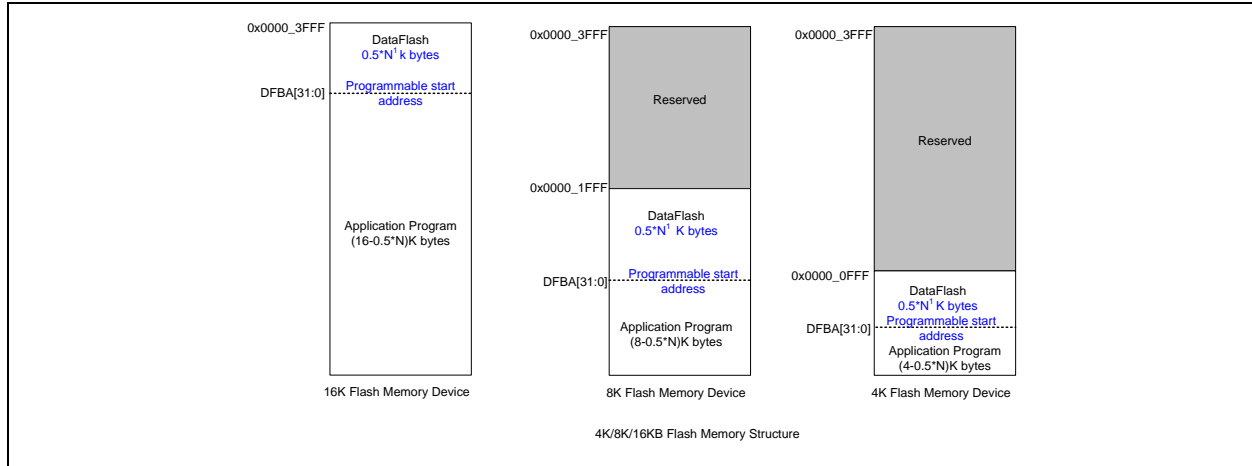 0x0000_3FFF
DataFlash
0.5*N¹ k bytes
DFBA[31:0]
Programmable start
address
Application Program
(16-0.5*N)K bytes
16K Flash Memory Device
0x0000_3FFF
Reserved
0x0000_1FFF
DataFlash
0.5*N¹ K bytes
DFBA[31:0]
Programmable start
address
Application Program
(8-0.5*N)K bytes
8K Flash Memory Device
0x0000_3FFF
Reserved
0x0000_0FFF
DataFlash
0.5*N¹ K bytes
DFBA[31:0]
Programmable start
address
Application Program
(4-0.5*N)K bytes
4K Flash Memory Device
4K/8K/16KB Flash Memory Structure